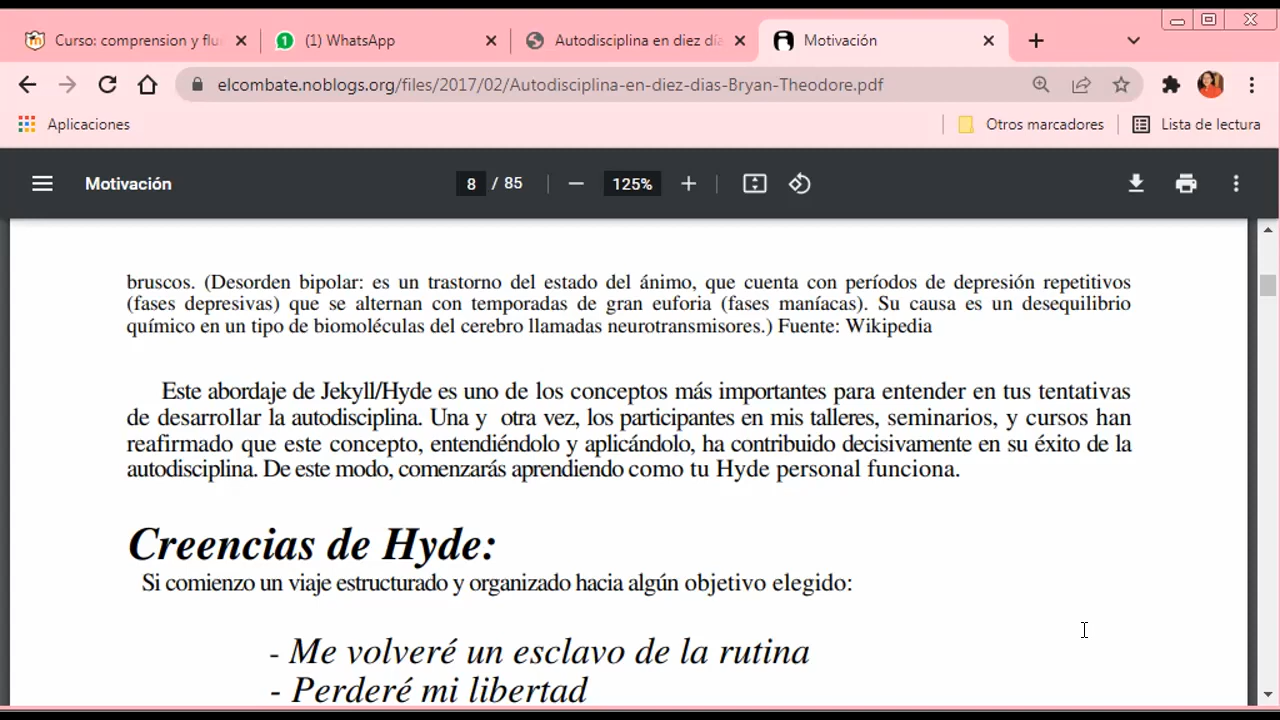 Curso: comprension y flu
(1) WhatsApp
Autodisciplina en diez día
Motivación
elcombate.noblogs.org/files/2017/02/Autodisciplina-en-diez-dias-Bryan-Theodore.pdf
Aplicaciones
Otros marcadores
Lista de lectura
Motivación
8 / 85
125%
bruscos. (Desorden bipolar: es un trastorno del estado del ánimo, que cuenta con períodos de depresión repetitivos
(fases depresivas) que se alternan con temporadas de gran euforia (fases maníacas). Su causa es un desequilibrio
químico en un tipo de biomoléculas del cerebro llamadas neurotransmisores.) Fuente: Wikipedia
Este abordaje de Jekyll/Hyde es uno de los conceptos más importantes para entender en tus tentativas
de desarrollar la autodisciplina. Una y otra vez, los participantes en mis talleres, seminarios, y cursos han
reafirmado que este concepto, entendiéndolo y aplicándolo, ha contribuido decisivamente en su éxito de la
autodisciplina. De este modo, comenzarás aprendiendo como tu Hyde personal funciona.
Creencias de Hyde:
Si comienzo un viaje estructurado y organizado hacia algún objetivo elegido:
- Me volveré un esclavo de la rutina
- Perderé mi libertad